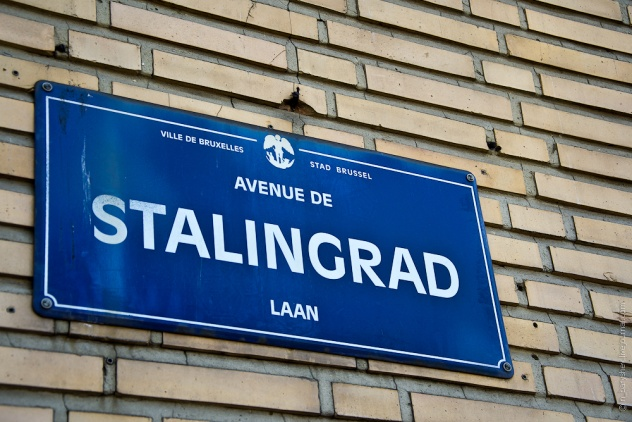 VILLE DE BRUXELLES STAD BRUSSEL
AVENUE DE
STALINGRAD
LAAN